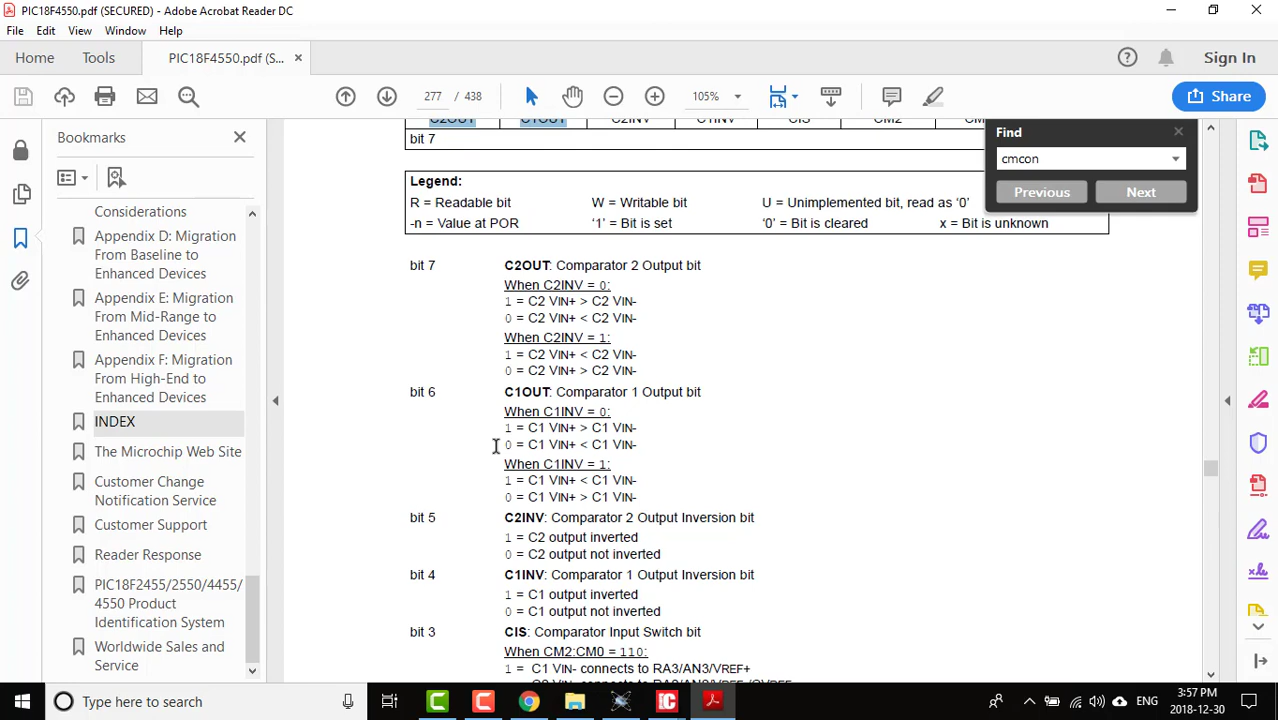 PIC18F4550.pdf (SECURED) - Adobe Acrobat Reader DC
File Edit View Window Help
Home Tools PIC18F4550.pdf (S... × Sign In
277 / 438 105% Share
Bookmarks
Considerations
Appendix D: Migration
From Baseline to
Enhanced Devices
Appendix E: Migration
From Mid-Range to
Enhanced Devices
Appendix F: Migration
From High-End to
Enhanced Devices
INDEX
The Microchip Web Site
Customer Change
Notification Service
Customer Support
Reader Response
PIC18F2455/2550/4455/
4550 Product
Identification System
Worldwide Sales and
Service
C2OUT C1OUT C2INV C1INV CIS CM2
bit 7
Find
cmcon
Previous Next
Legend:
R = Readable bit W = Writable bit U = Unimplemented bit, read as ‘0’
-n = Value at POR ‘1’ = Bit is set ‘0’ = Bit is cleared x = Bit is unknown
bit 7 C2OUT: Comparator 2 Output bit
When C2INV = 0:
1 = C2 VIN+ > C2 VIN-
0 = C2 VIN+ < C2 VIN-
When C2INV = 1:
1 = C2 VIN+ < C2 VIN-
0 = C2 VIN+ > C2 VIN-
bit 6 C1OUT: Comparator 1 Output bit
When C1INV = 0:
1 = C1 VIN+ > C1 VIN-
0 = C1 VIN+ < C1 VIN-
When C1INV = 1:
1 = C1 VIN+ < C1 VIN-
0 = C1 VIN+ > C1 VIN-
bit 5 C2INV: Comparator 2 Output Inversion bit
1 = C2 output inverted
0 = C2 output not inverted
bit 4 C1INV: Comparator 1 Output Inversion bit
1 = C1 output inverted
0 = C1 output not inverted
bit 3 CIS: Comparator Input Switch bit
When CM2:CM0 = 110:
1 = C1 VIN- connects to RA3/AN3/VREF+
Type here to search
ENG
3:57 PM
2018-12-30